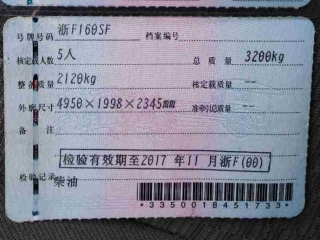 号牌号码 浙F160SF 档案编号
核定载人数 5人 总质量 3200kg
整备质量 2120kg 核定载质量 --
外廓尺寸 4950×1998×2345mm 准牵引总质量 --
备注
检验有效期至2017年11月浙F(00)
检验记录
柴油
*3350018451733*